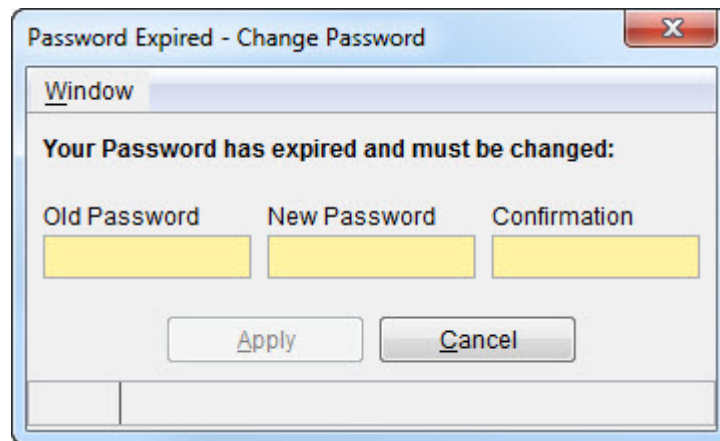 Password Expired - Change Password
Window
Your Password has expired and must be changed:
Old Password New Password Confirmation
Apply Cancel